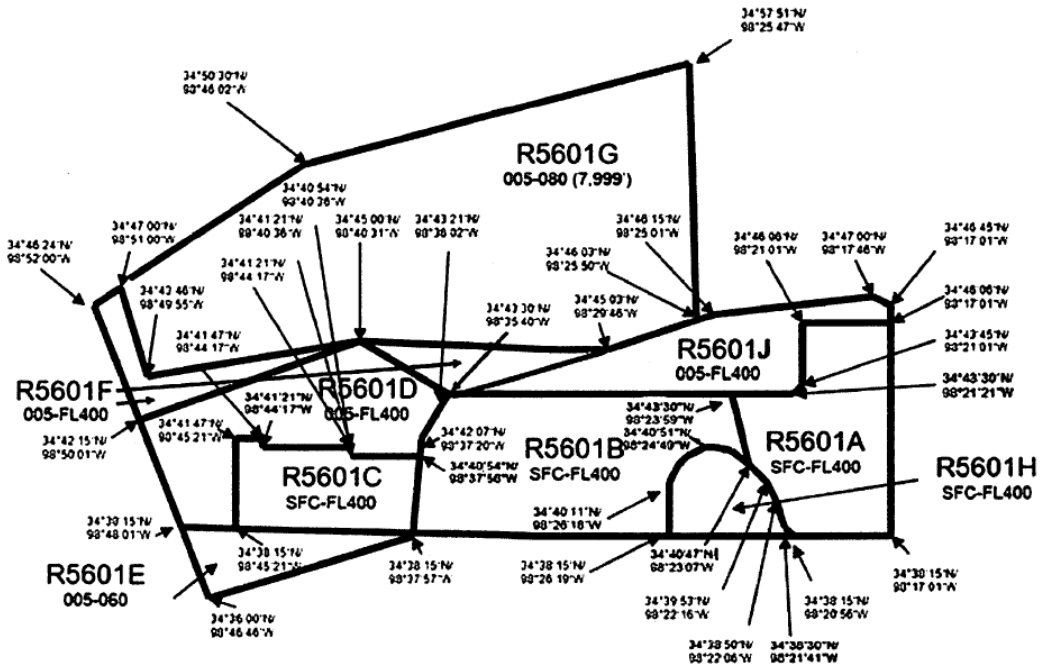 34°57'51"N/
98°25'47"W
34°50'30"N/
98°46'02"W
R5601G
005-080 (7,999')
34°40'54"N/
98°40'36"W
34°41'21"N/
98°40'36"W
34°45'00"N/
98°40'31"W
34°43'21"N/
98°38'02"W
34°47'00"N/
98°51'00"W
34°46'24"N/
98°52'00"W
34°46'15"N/
98°25'01"W
34°46'06"N/
98°21'01"W
34°47'00"N/
98°17'46"W
34°46'45"N/
98°17'01"W
34°46'03"N/
98°25'50"W
34°41'21"N/
98°44'17"W
34°43'46"N/
98°49'55"W
34°46'06"N/
98°17'01"W
34°43'30"N/
98°35'40"W
34°45'03"N/
98°29'46"W
34°41'47"N/
98°44'17"W
34°43'45"N/
98°21'01"W
R5601J
005-FL400
R5601F
005-FL400
R5601D
005-FL400
34°43'30"N/
98°21'21"W
34°41'21"N/
98°44'17"W
34°43'30"N/
98°23'59"W
34°41'47"N/
98°45'21"W
34°42'15"N/
98°50'01"W
34°42'07"N/
98°37'20"W
34°40'51"N/
98°24'40"W
R5601B
SFC-FL400
R5601A
SFC-FL400
34°40'54"N/
98°37'56"W
R5601C
SFC-FL400
R5601H
SFC-FL400
34°40'11"N/
98°26'18"W
34°39'15"N/
98°48'01"W
34°38'15"N/
98°45'21"W
34°38'15"N/
98°37'57"W
34°38'15"N/
98°26'19"W
34°40'47"N/
98°23'07"W
34°38'15"N/
98°17'01"W
R5601E
005-060
34°36'00"N/
98°46'46"W
34°39'53"N/
98°22'16"W
34°38'15"N/
98°20'56"W
34°38'50"N/
98°22'06"W
34°38'30"N/
98°21'41"W